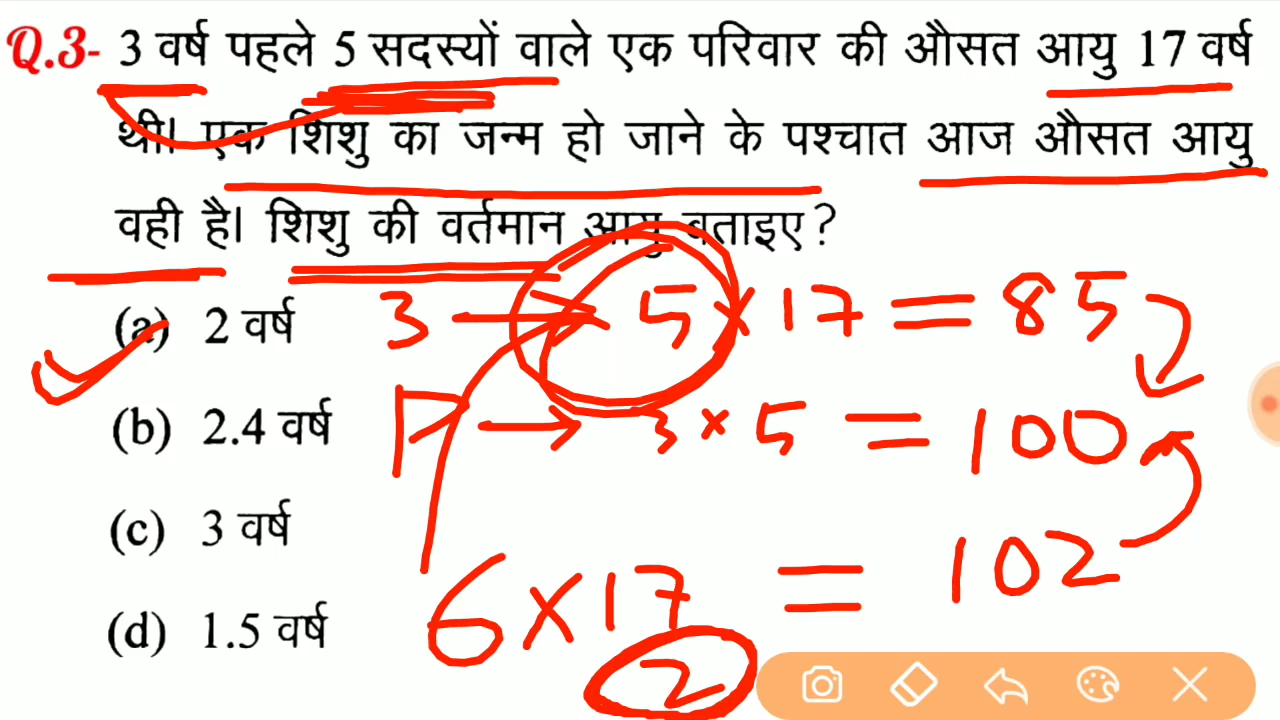 Q.3- 3 वर्ष पहले 5 सदस्यों वाले एक परिवार की औसत आयु 17 वर्ष
थी। एक शिशु का जन्म हो जाने के पश्चात आज औसत आयु
वही है। शिशु की वर्तमान आयु बताइए?
(a) 2 वर्ष
3 → 5 × 17 = 85
(b) 2.4 वर्ष
P → 3 × 5 = 100
(c) 3 वर्ष
6 × 17 = 102
(d) 1.5 वर्ष
2